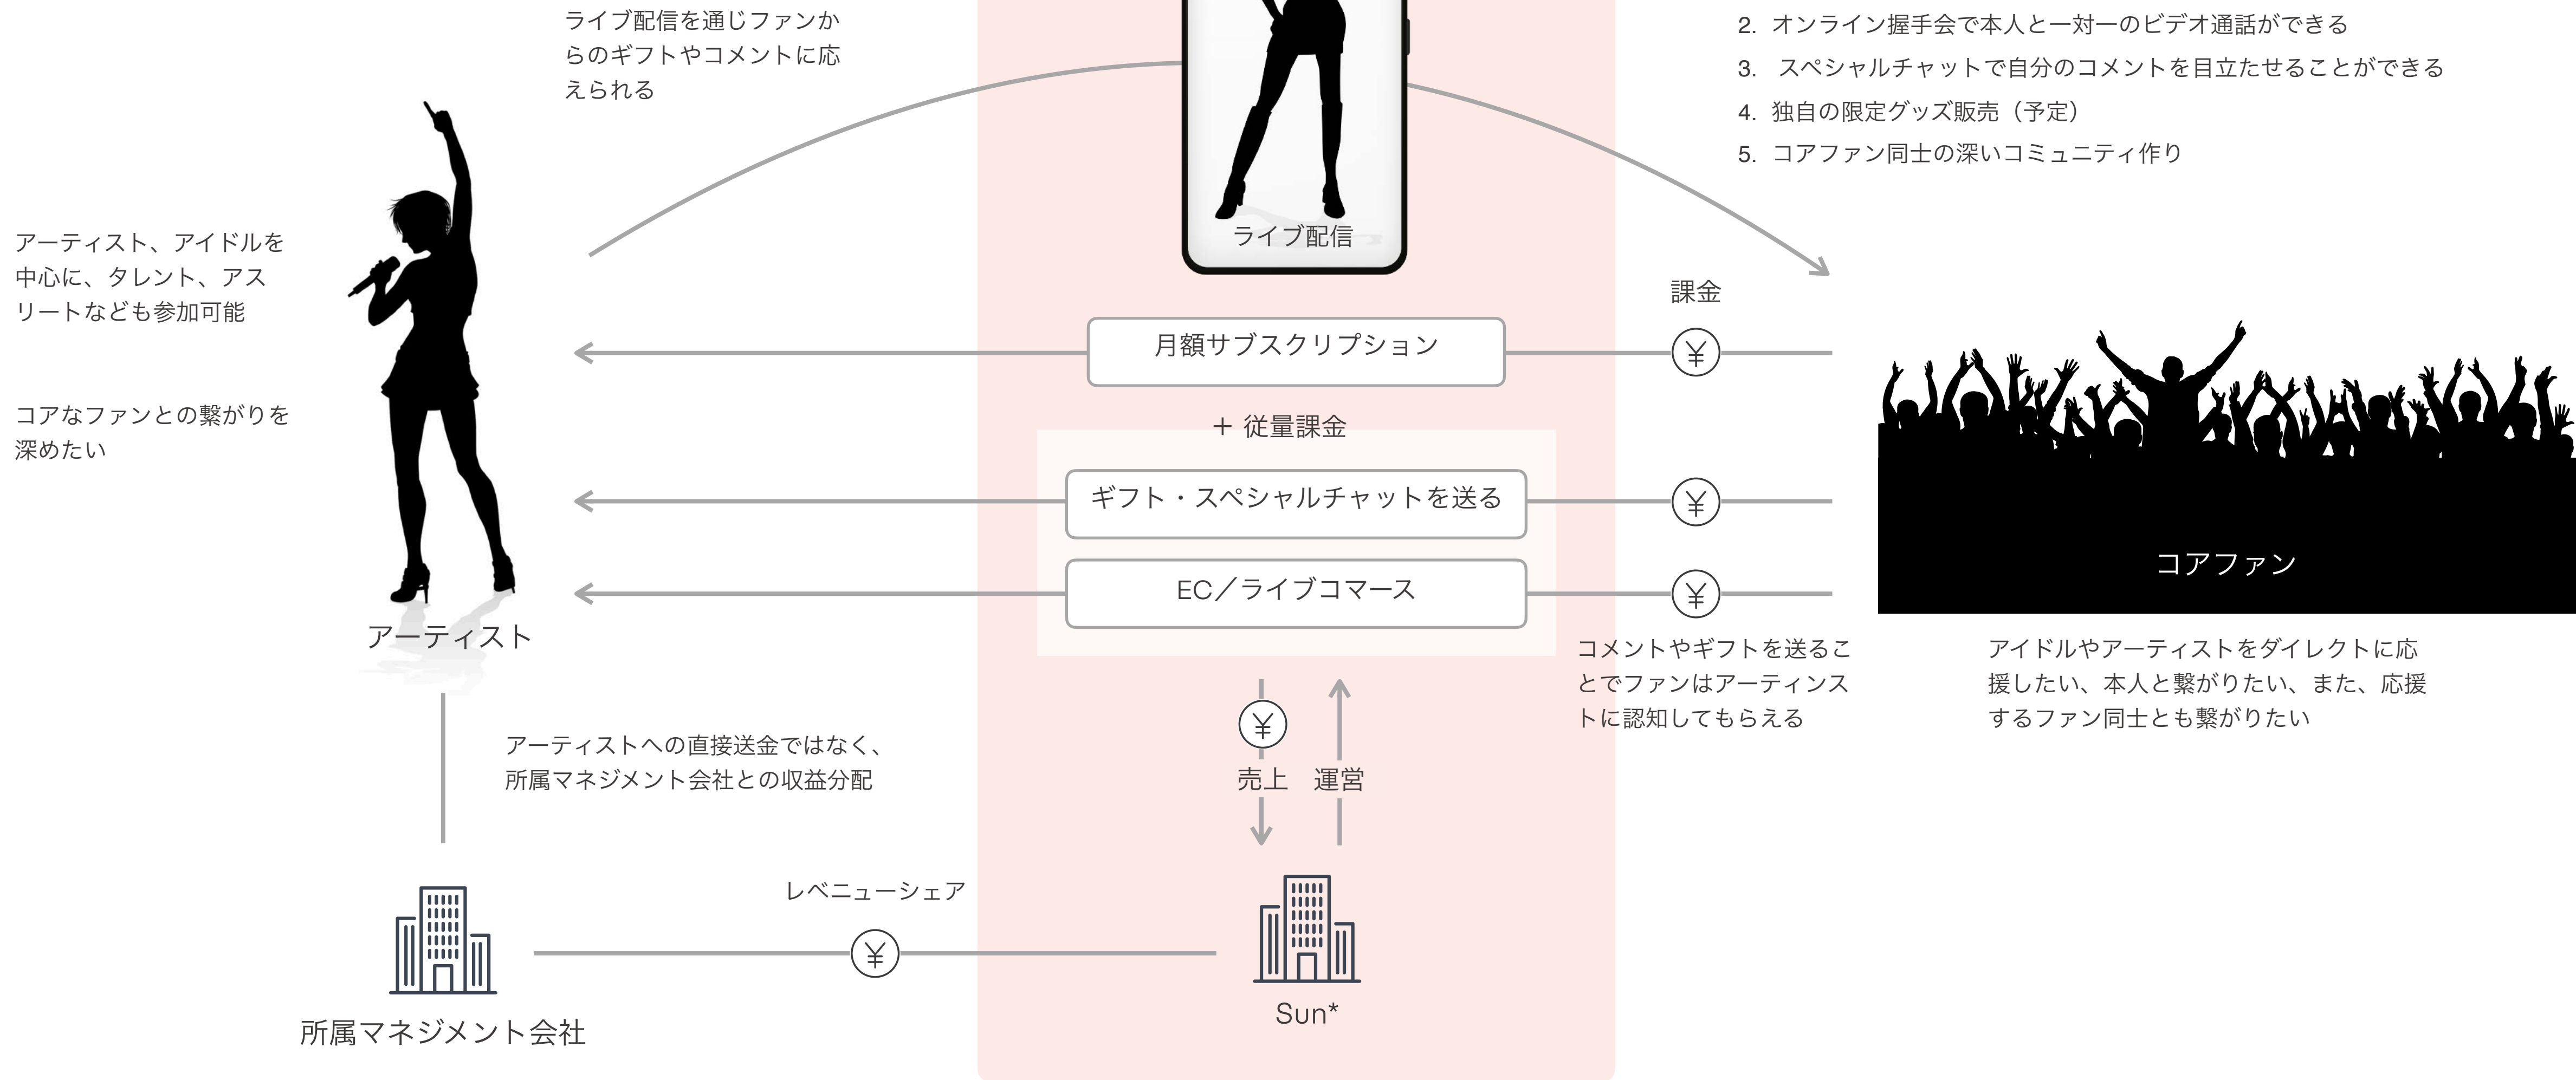 ライブ配信を通じファンか
らのギフトやコメントに応
えられる
2. オンライン握手会で本人と一対一のビデオ通話ができる
3. スペシャルチャットで自分のコメントを目立たせることができる
4. 独自の限定グッズ販売（予定）
5. コアファン同士の深いコミュニティ作り
アーティスト、アイドルを
中心に、タレント、アス
リートなども参加可能
コアなファンとの繋がりを
深めたい
ライブ配信
課金
月額サブスクリプション
¥
＋ 従量課金
ギフト・スペシャルチャットを送る
¥
EC／ライブコマース
¥
コアファン
アーティスト
コメントやギフトを送るこ
とでファンはアーティンス
トに認知してもらえる
アイドルやアーティストをダイレクトに応
援したい、本人と繋がりたい、また、応援
するファン同士とも繋がりたい
アーティストへの直接送金ではなく、
所属マネジメント会社との収益分配
¥
売上 運営
レベニューシェア
¥
所属マネジメント会社
Sun*